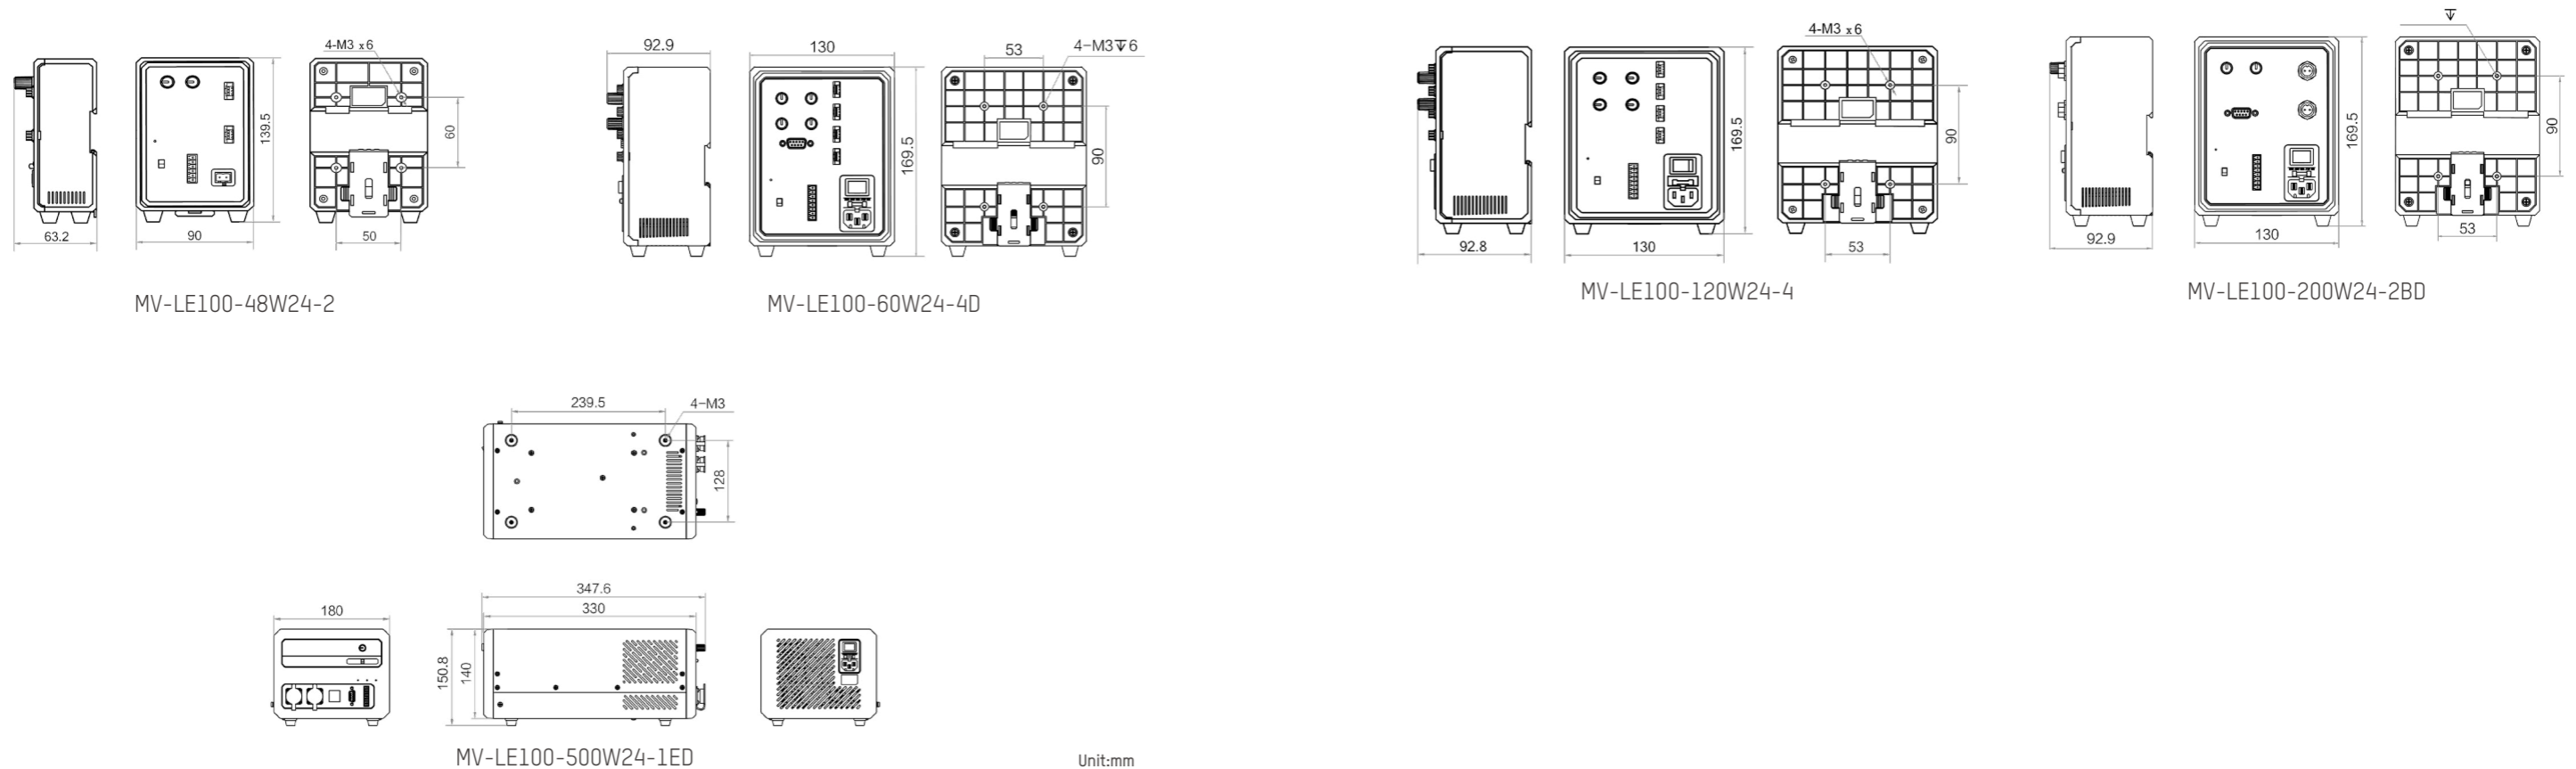 4-M3 x 6
139.5
60
63.2
90
50
MV-LE100-48W24-2
92.9
130
53
4-M3↧6
169.5
90
MV-LE100-60W24-4D
4-M3 x 6
169.5
90
92.8
130
53
MV-LE100-120W24-4
↧
169.5
90
92.9
130
53
MV-LE100-200W24-2BD
239.5
4-M3
128
180
347.6
330
150.8
140
MV-LE100-500W24-1ED
Unit:mm